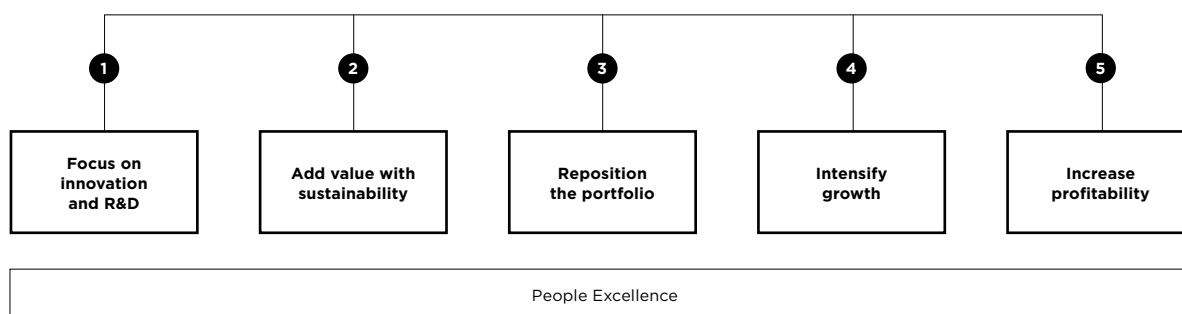 1
2
3
4
5
Focus on
innovation
and R&D
Add value with
sustainability
Reposition
the portfolio
Intensify
growth
Increase
profitability
People Excellence